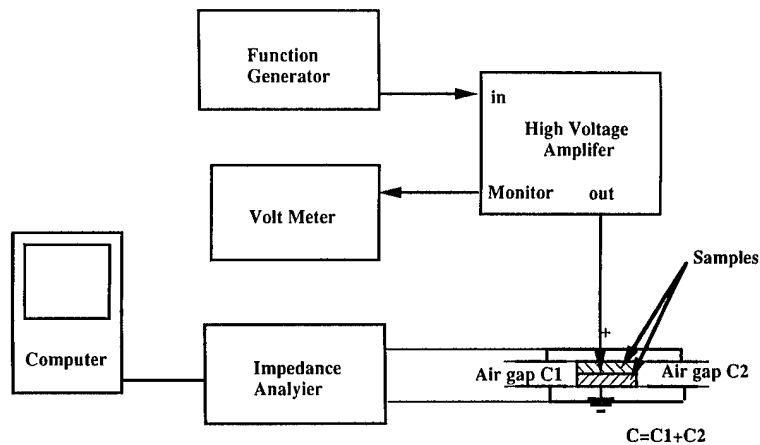 Function
Generator
in
High Voltage
Amplifer
Monitor out
Volt Meter
Samples
+
Computer
Impedance
Analyier
Air gap C1
Air gap C2
C=C1+C2